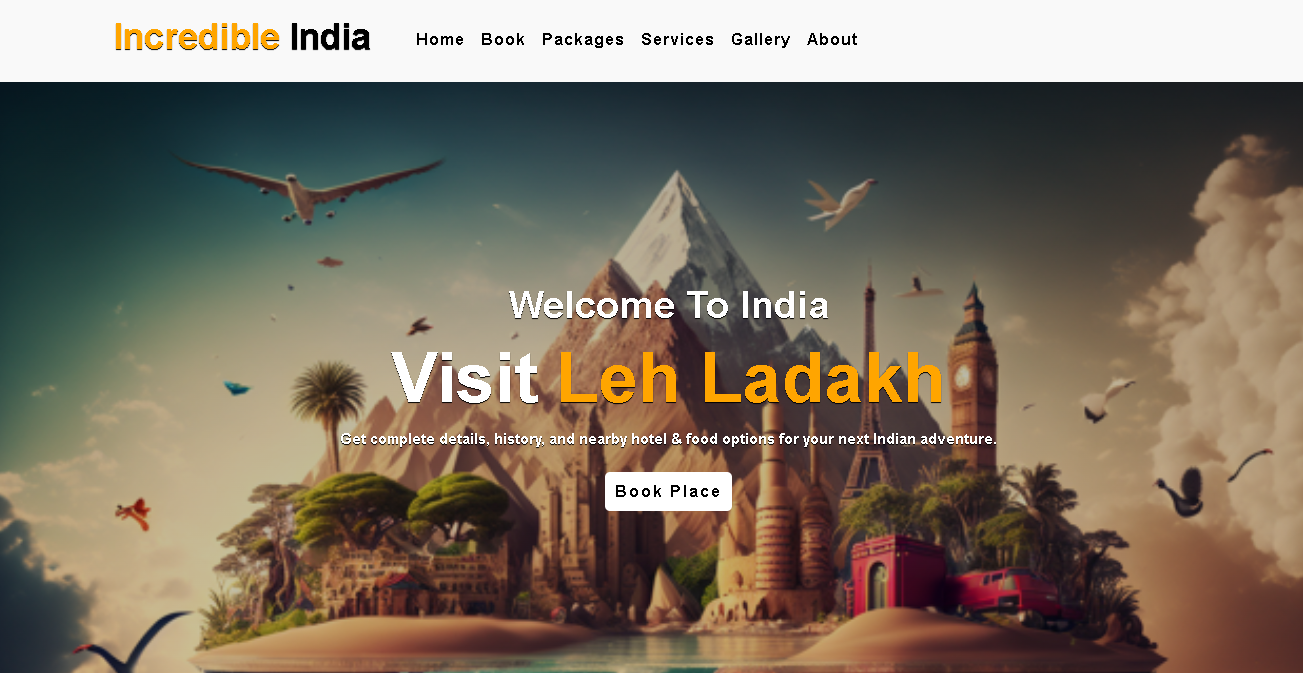 Incredible India
Home Book Packages Services Gallery About
Welcome To India
Visit Leh Ladakh
Get complete details, history, and nearby hotel & food options for your next Indian adventure.
Book Place